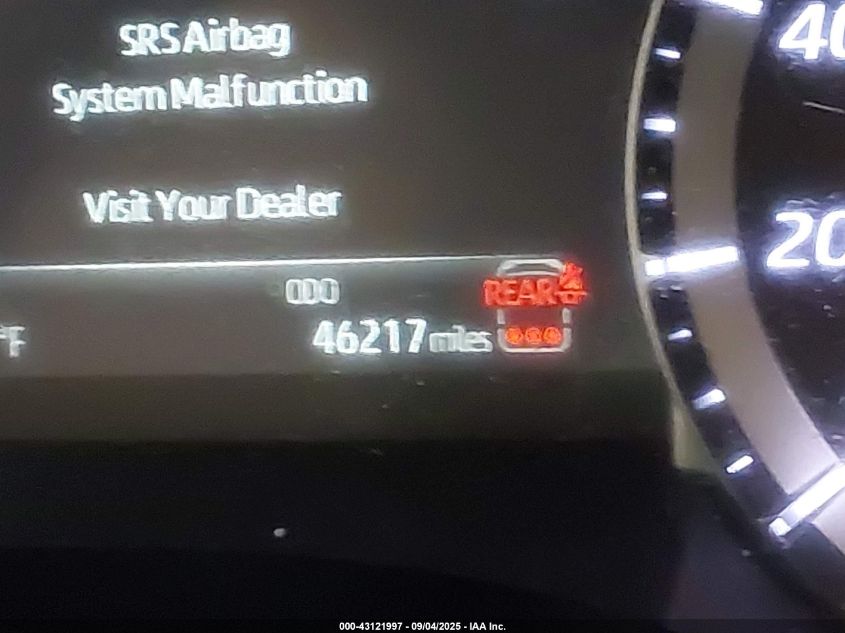 SRS Airbag
System Malfunction
Visit Your Dealer
40
20
ODO
REAR
°F
46217 miles
000-43121997 - 09/04/2025 - IAA Inc.